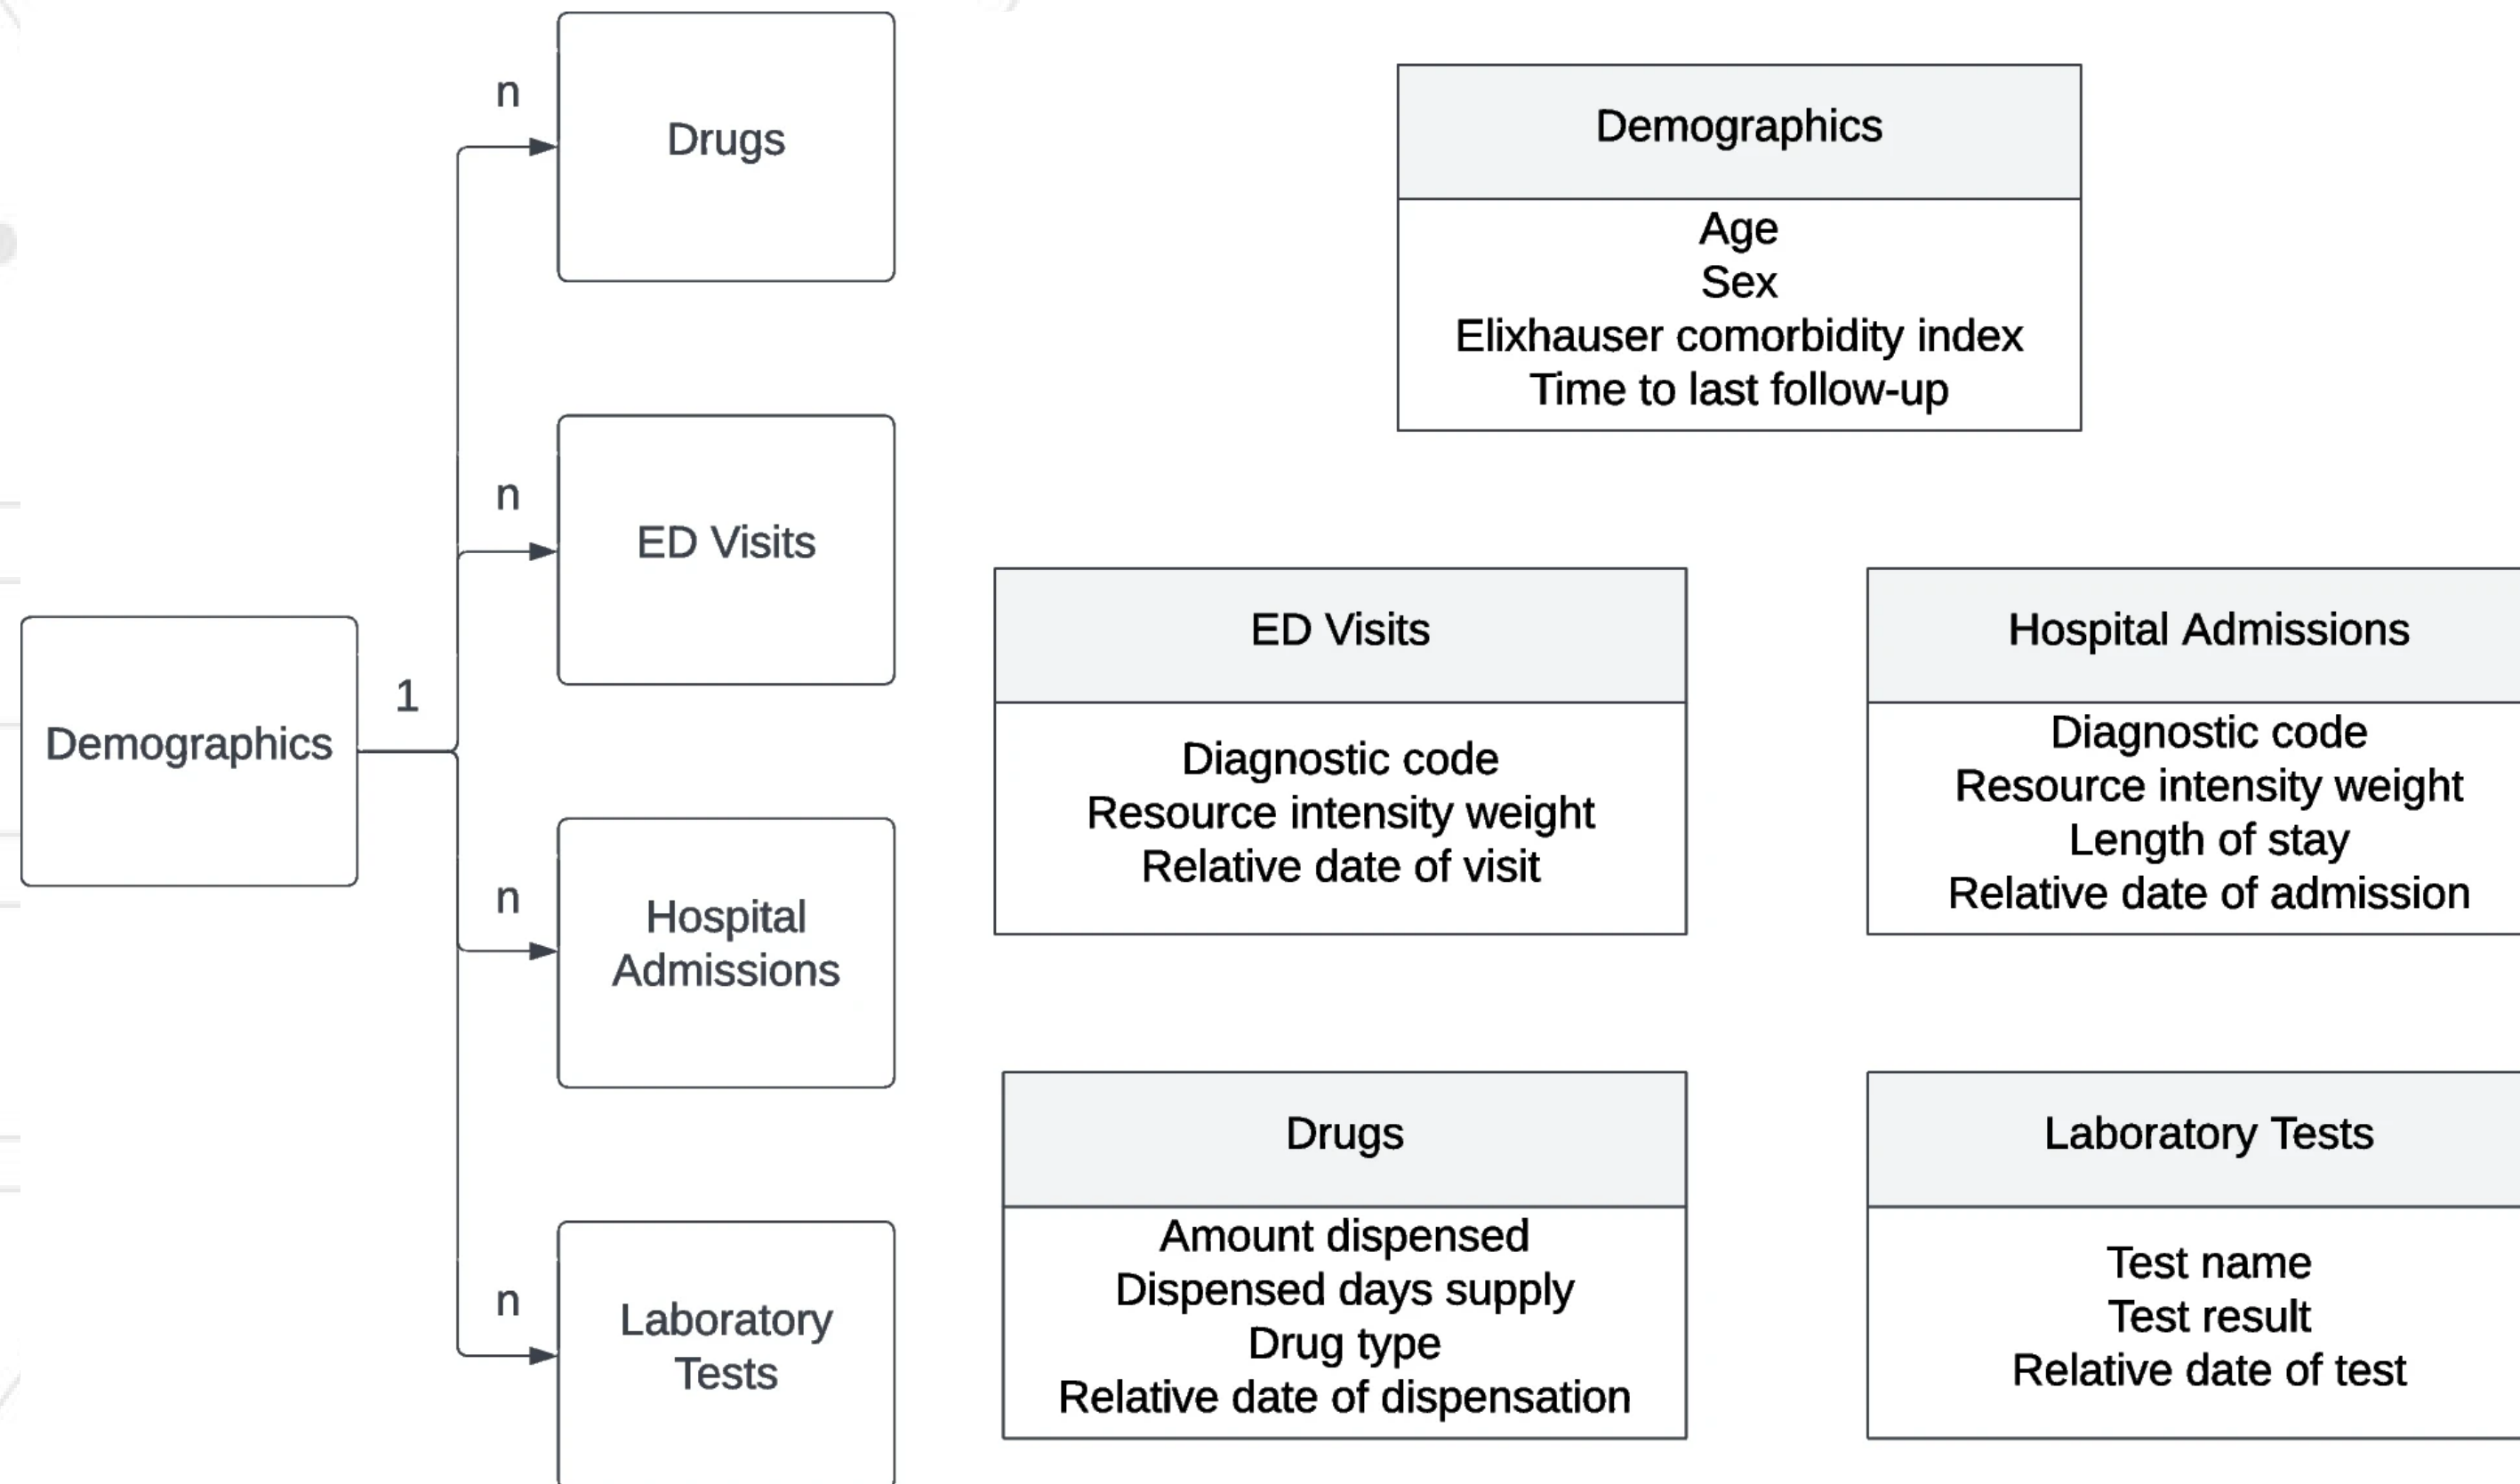 n
Drugs
n
ED Visits
1
Demographics
n
Hospital
Admissions
n
Laboratory
Tests
Demographics
Age
Sex
Elixhauser comorbidity index
Time to last follow-up
ED Visits
Diagnostic code
Resource intensity weight
Relative date of visit
Hospital Admissions
Diagnostic code
Resource intensity weight
Length of stay
Relative date of admission
Drugs
Amount dispensed
Dispensed days supply
Drug type
Relative date of dispensation
Laboratory Tests
Test name
Test result
Relative date of test